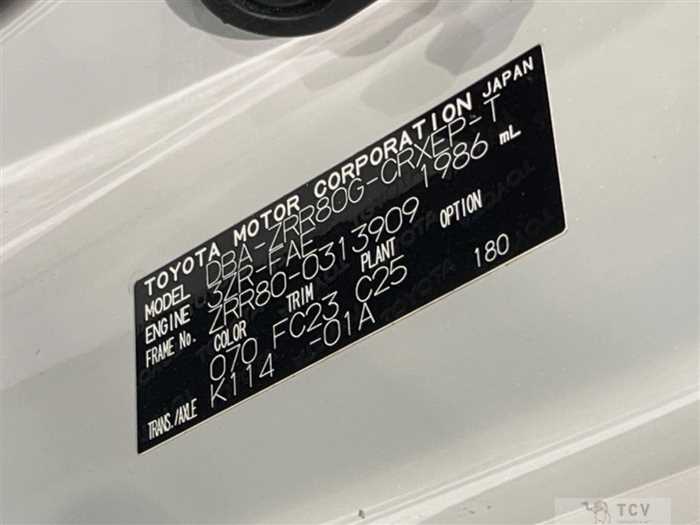 TOYOTA MOTOR CORPORATION JAPAN
MODEL DBA-ZRR80G-CRXEP-T
ENGINE 3ZR-FAE 1986 mL
FRAME No. ZRR80-0313909
COLOR TRIM PLANT OPTION
070 FC23 C25 180
TRANS./AXLE K114 -01A
TCV